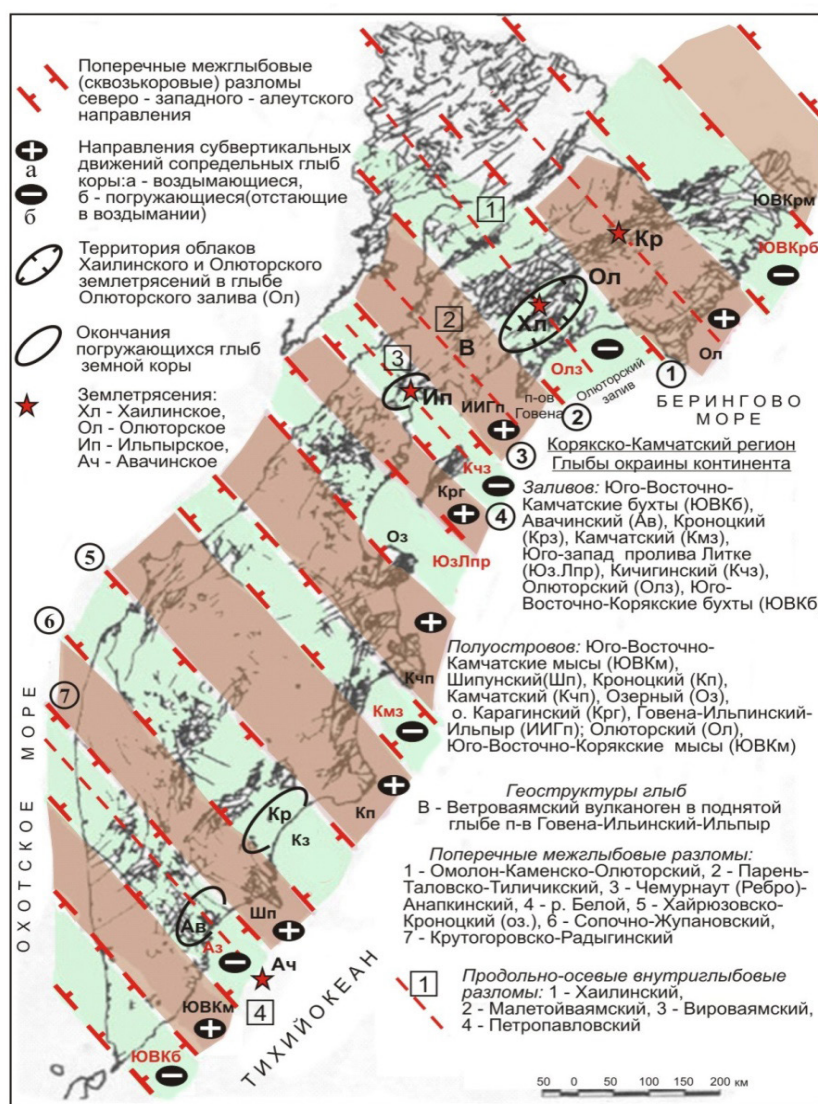 Поперечные межглыбовые
(сквозькоровые) разломы
северо - западного - алеутского
направления
а
б
Направления субвертикальных
движений сопредельных глыб
коры:а - воздымающиеся,
б - погружающиеся(отстающие
в воздымании)
Территория облаков
Хаилинского и Олюторского
землетрясений в глыбе
Олюторского залива (Ол)
Окончания
погружающихся глыб
земной коры
Землетрясения:
Хл - Хаилинское,
Ол - Олюторское
Ип - Ильпырское,
Ач - Авачинское
1
ЮВКрм
ЮВКрб
Кр
Ол
Хл
2
В
Олз
Ол
3
Ип
ИИГп
п-ов
Говена
Олюторский
залив
1
2
БЕРИНГОВО
МОРЕ
3
Кчз
Крг
4
Корякско-Камчатский регион
Глыбы окраины континента
Заливов: Юго-Восточно-
Камчатские бухты (ЮВКб),
Авачинский (Ав), Кроноцкий
(Крз), Камчатский (Кмз),
Юго-запад пролива Литке
(Юз.Лпр), Кичигинский (Кчз),
Олюторский (Олз), Юго-
Восточно-Корякские бухты (ЮВКб
Оз
ЮзЛпр
5
6
7
Кчп
Кмз
Полуостровов: Юго-Восточно-
Камчатские мысы (ЮВКм),
Шипунский(Шп), Кроноцкий (Кп),
Камчатский (Кчп), Озерный (Оз),
о. Карагинский (Крг), Говена-Ильпинский-
Ильпыр (ИИГп); Олюторский (Ол),
Юго-Восточно-Корякские мысы (ЮВКм)
ОХОТСКОЕ МОРЕ
Кп
Кр
Кз
Геоструктуры глыб
В - Ветроваямский вулканоген в поднятой
глыбе п-в Говена-Ильинский-Ильпыр
Поперечные межглыбовые разломы:
1 - Омолон-Каменско-Олюторский, 2 - Парень-
Таловско-Тиличикский, 3 - Чемурнаут (Ребро)-
Анапкинский, 4 - р. Белой, 5 - Хайрюзовско-
Кроноцкий (оз.), 6 - Сопочно-Жупановский,
7 - Крутогоровско-Радыгинский
Шп
Ав
Аз
Ач
4
ЮВКм
ЮВКб
ТИХИЙОКЕАН
1
Продольно-осевые внутриглыбовые
разломы: 1 - Хаилинский,
2 - Малетойваямский, 3 - Вироваямский,
4 - Петропавловский
50 0 50 100 150 200 км